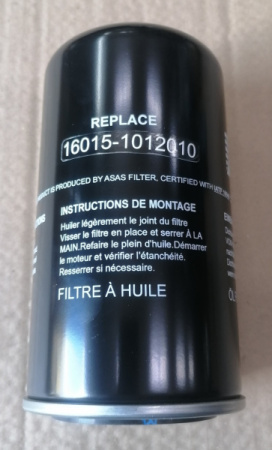 REPLACE
16015-1012010
IS PRODUCED BY ASAS FILTER, CERTIFIED WITH
INSTRUCTIONS DE MONTAGE
Huiler légèrement le joint du filtre
Visser le filtre en place et serrer À LA
MAIN.Refaire le plein d'huile.Démarrer
le moteur et vérifier l'étanchéité.
Resserrer si nécessaire.
FILTRE À HUILE